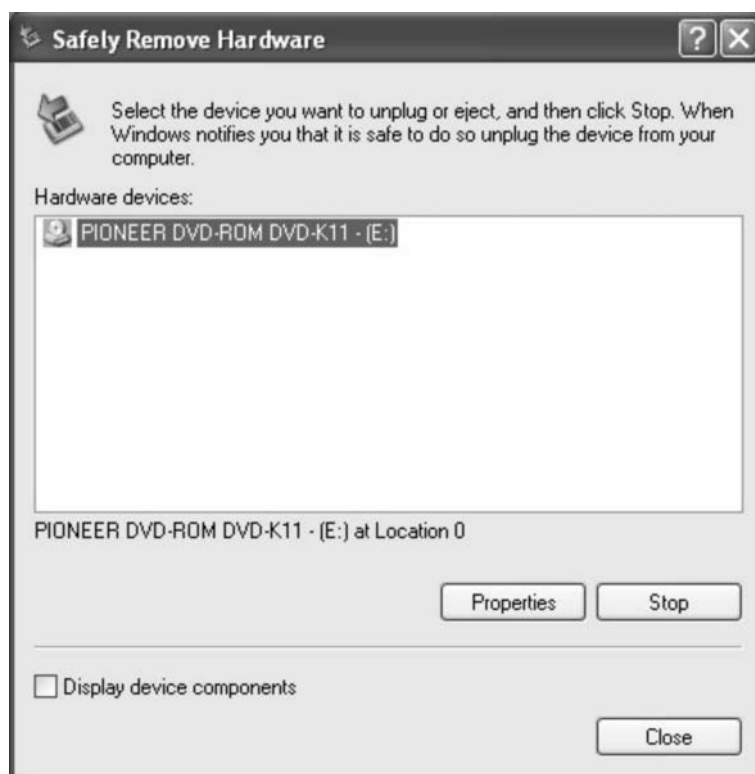 Safely Remove Hardware
Select the device you want to unplug or eject, and then click Stop. When
Windows notifies you that it is safe to do so unplug the device from your
computer.
Hardware devices:
PIONEER DVD-ROM DVD-K11 - (E:)
PIONEER DVD-ROM DVD-K11 - (E:) at Location 0
Properties Stop
Display device components
Close